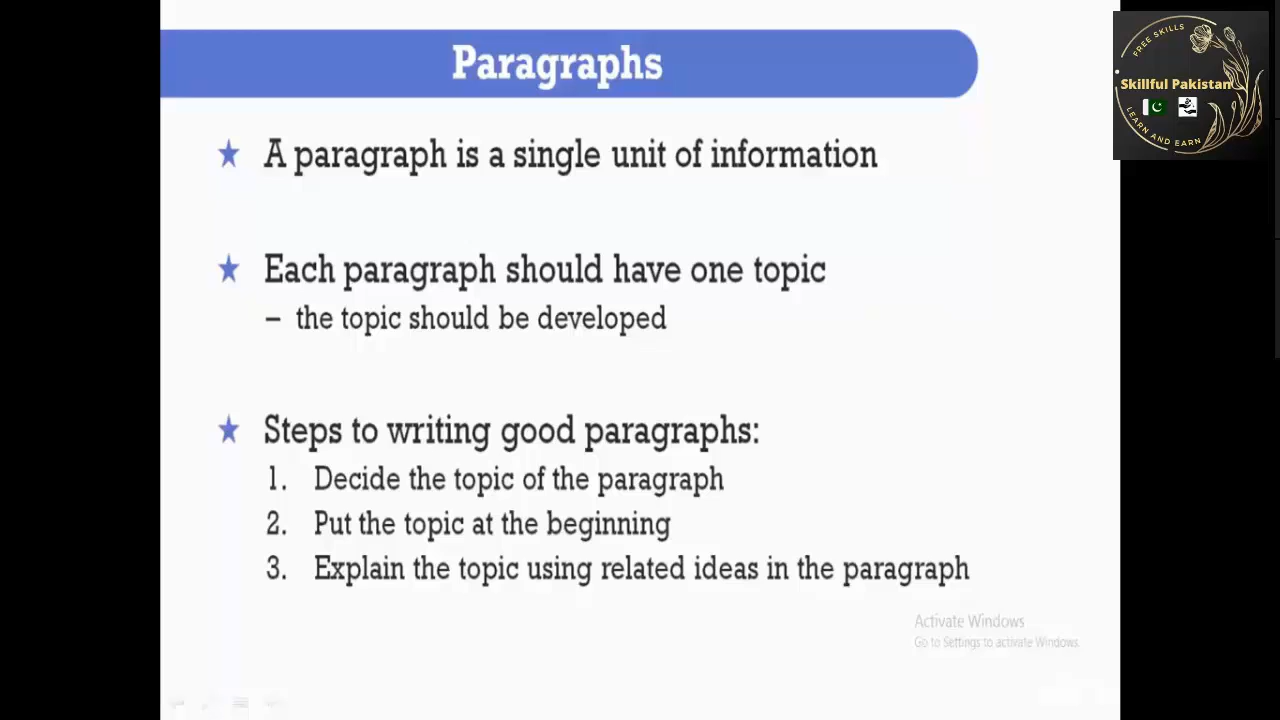 Paragraphs
FREE SKILLS
Skillful Pakistan
LEARN AND EARN
★ A paragraph is a single unit of information
★ Each paragraph should have one topic
– the topic should be developed
★ Steps to writing good paragraphs:
1. Decide the topic of the paragraph
2. Put the topic at the beginning
3. Explain the topic using related ideas in the paragraph
Activate Windows
Go to Settings to activate Windows.